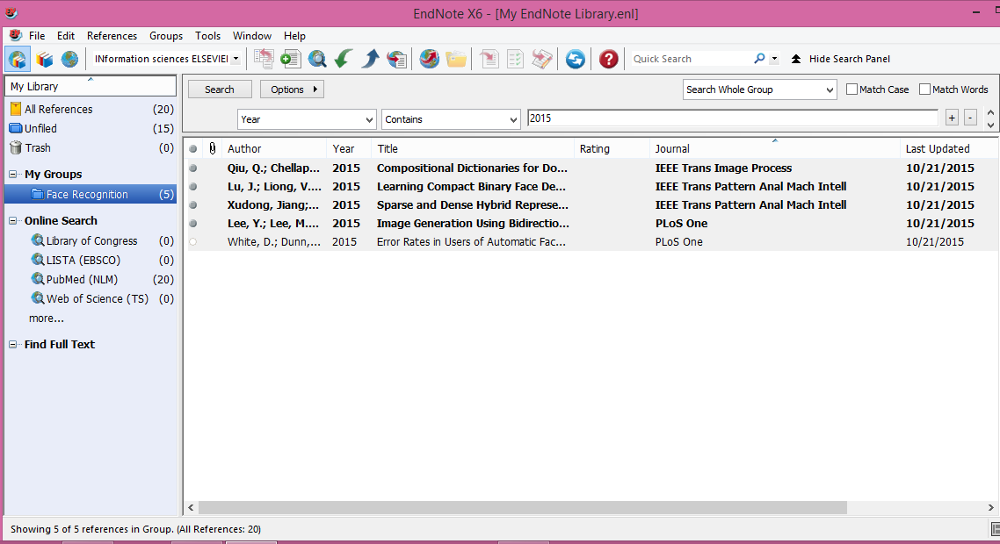 EndNote X6 - [My EndNote Library.enl]
File Edit References Groups Tools Window Help
INformation sciences ELSEVIEI Quick Search Hide Search Panel
My Library
All References (20)
Unfiled (15)
Trash (0)
My Groups
Face Recognition (5)
Online Search
Library of Congress (0)
LISTA (EBSCO) (0)
PubMed (NLM) (20)
Web of Science (TS) (0)
more...
Find Full Text
Search Options Search Whole Group Match Case Match Words
Year Contains 2015 + -
Author Year Title Rating Journal Last Updated
Qiu, Q.; Chellap... 2015 Compositional Dictionaries for Do... IEEE Trans Image Process 10/21/2015
Lu, J.; Liong, V.... 2015 Learning Compact Binary Face De... IEEE Trans Pattern Anal Mach Intell 10/21/2015
Xudong, Jiang;... 2015 Sparse and Dense Hybrid Represe... IEEE Trans Pattern Anal Mach Intell 10/21/2015
Lee, Y.; Lee, M.... 2015 Image Generation Using Bidirectio... PLoS One 10/21/2015
White, D.; Dunn,... 2015 Error Rates in Users of Automatic Fac... PLoS One 10/21/2015
Showing 5 of 5 references in Group. (All References: 20)